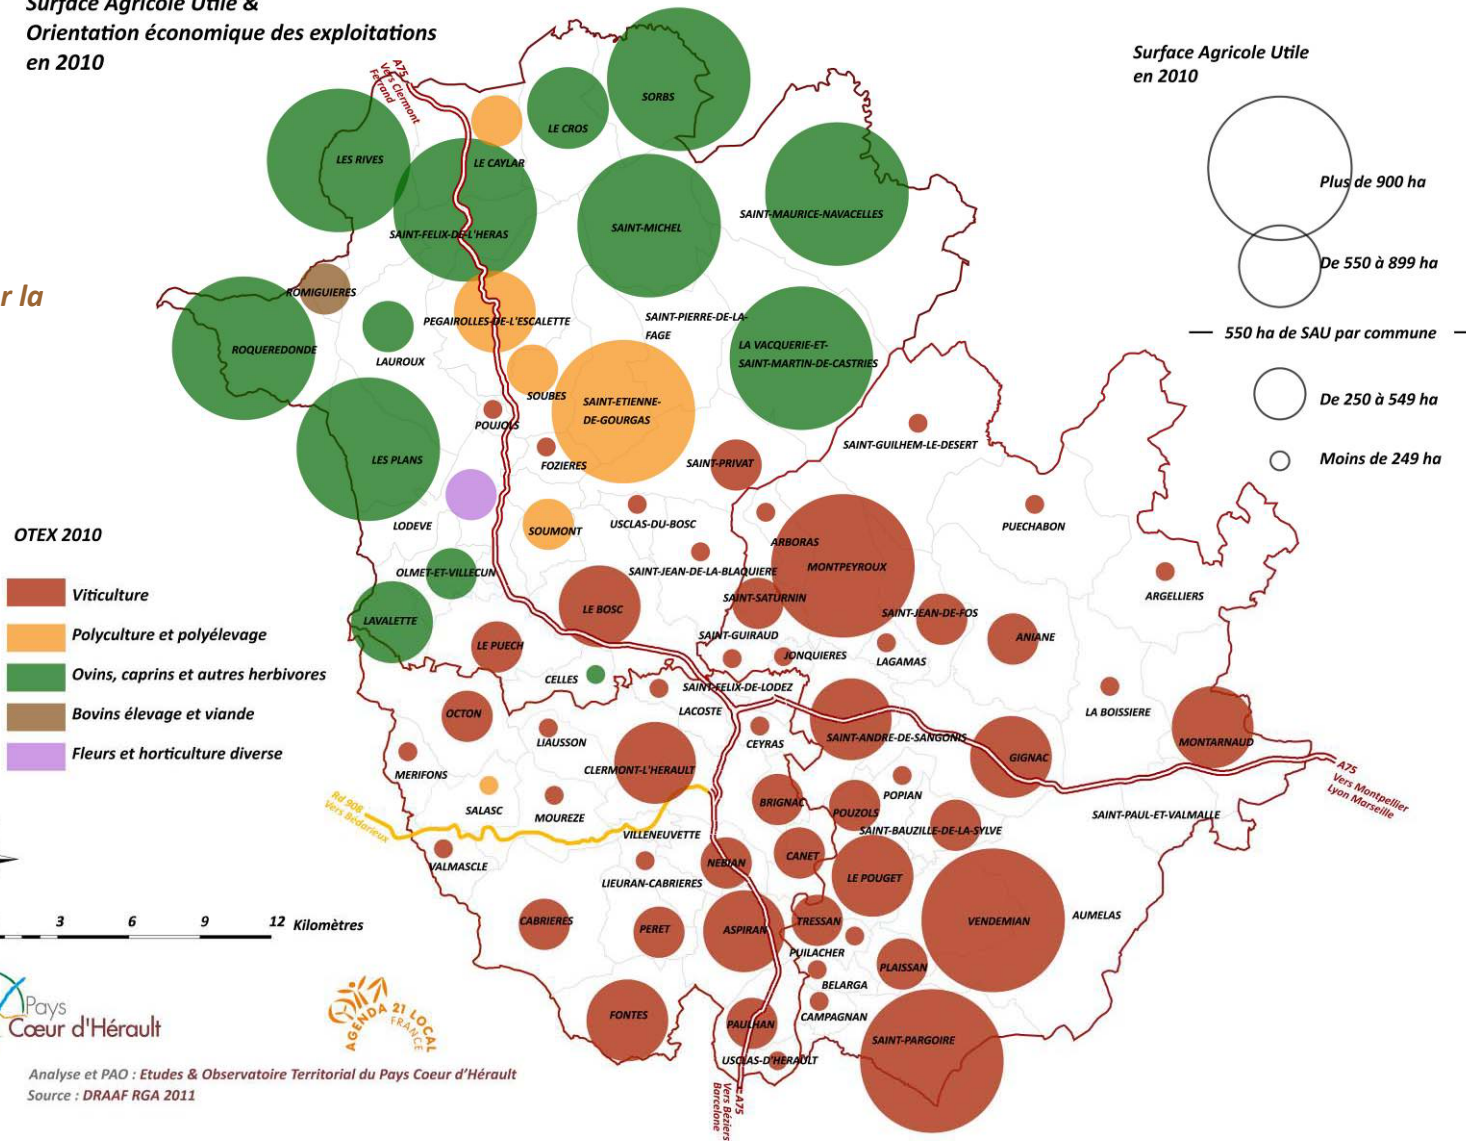 Surface Agricole Utile &
Orientation économique des exploitations
en 2010
Surface Agricole Utile
en 2010
Plus de 900 ha
De 550 à 899 ha
550 ha de SAU par commune
De 250 à 549 ha
Moins de 249 ha
A75
Vers Clermont
Ferrand
SORBS
LE CROS
LES RIVES
LE CAYLAR
SAINT-MAURICE-NAVACELLES
SAINT-MICHEL
SAINT-FELIX-DE-L'HERAS
r la
ROMIGUIERES
PEGAIROLLES-DE-L'ESCALETTE
SAINT-PIERRE-DE-LA-
FAGE
ROQUEREDONDE
LAUROUX
LA VACQUERIE-ET-
SAINT-MARTIN-DE-CASTRIES
SOUBES
SAINT-ETIENNE-
DE-GOURGAS
POUJOLS
SAINT-GUILHEM-LE-DESERT
LES PLANS
FOZIERES
SAINT-PRIVAT
LODEVE
SOUMONT
USCLAS-DU-BOSC
PUECHABON
ARBORAS
OLMET-ET-VILLECUN
SAINT-JEAN-DE-LA-BLAQUIERE
MONTPEYROUX
ARGELLIERS
LAVALETTE
LE BOSC
SAINT-SATURNIN
SAINT-JEAN-DE-FOS
LE PUECH
SAINT-GUIRAUD
ANIANE
JONQUIERES
LAGAMAS
CELLES
SAINT-FELIX-DE-LODEZ
OCTON
LACOSTE
LA BOISSIERE
LIAUSSON
CEYRAS
SAINT-ANDRE-DE-SANGONIS
MONTARNAUD
MERIFONS
CLERMONT-L'HERAULT
GIGNAC
A75
Vers Montpellier
Lyon Marseille
SALASC
MOUREZE
BRIGNAC
POPIAN
POUZOLS
SAINT-PAUL-ET-VALMALLE
Rd 908
Vers Bédarieux
VILLENEUVETTE
SAINT-BAUZILLE-DE-LA-SYLVE
VALMASCLE
NEBIAN
CANET
LIEURAN-CABRIERES
LE POUGET
CABRIERES
PERET
ASPIRAN
TRESSAN
VENDEMIAN
AUMELAS
PUILACHER
PLAISSAN
BELARGA
FONTES
PAULHAN
CAMPAGNAN
SAINT-PARGOIRE
USCLAS-D'HERAULT
A75
Vers Béziers
Barcelone
OTEX 2010
Viticulture
Polyculture et polyélevage
Ovins, caprins et autres herbivores
Bovins élevage et viande
Fleurs et horticulture diverse
3 6 9 12 Kilomètres
Pays
Cœur d'Hérault
AGENDA 21 LOCAL
FRANCE
Analyse et PAO : Etudes & Observatoire Territorial du Pays Coeur d'Hérault
Source : DRAAF RGA 2011